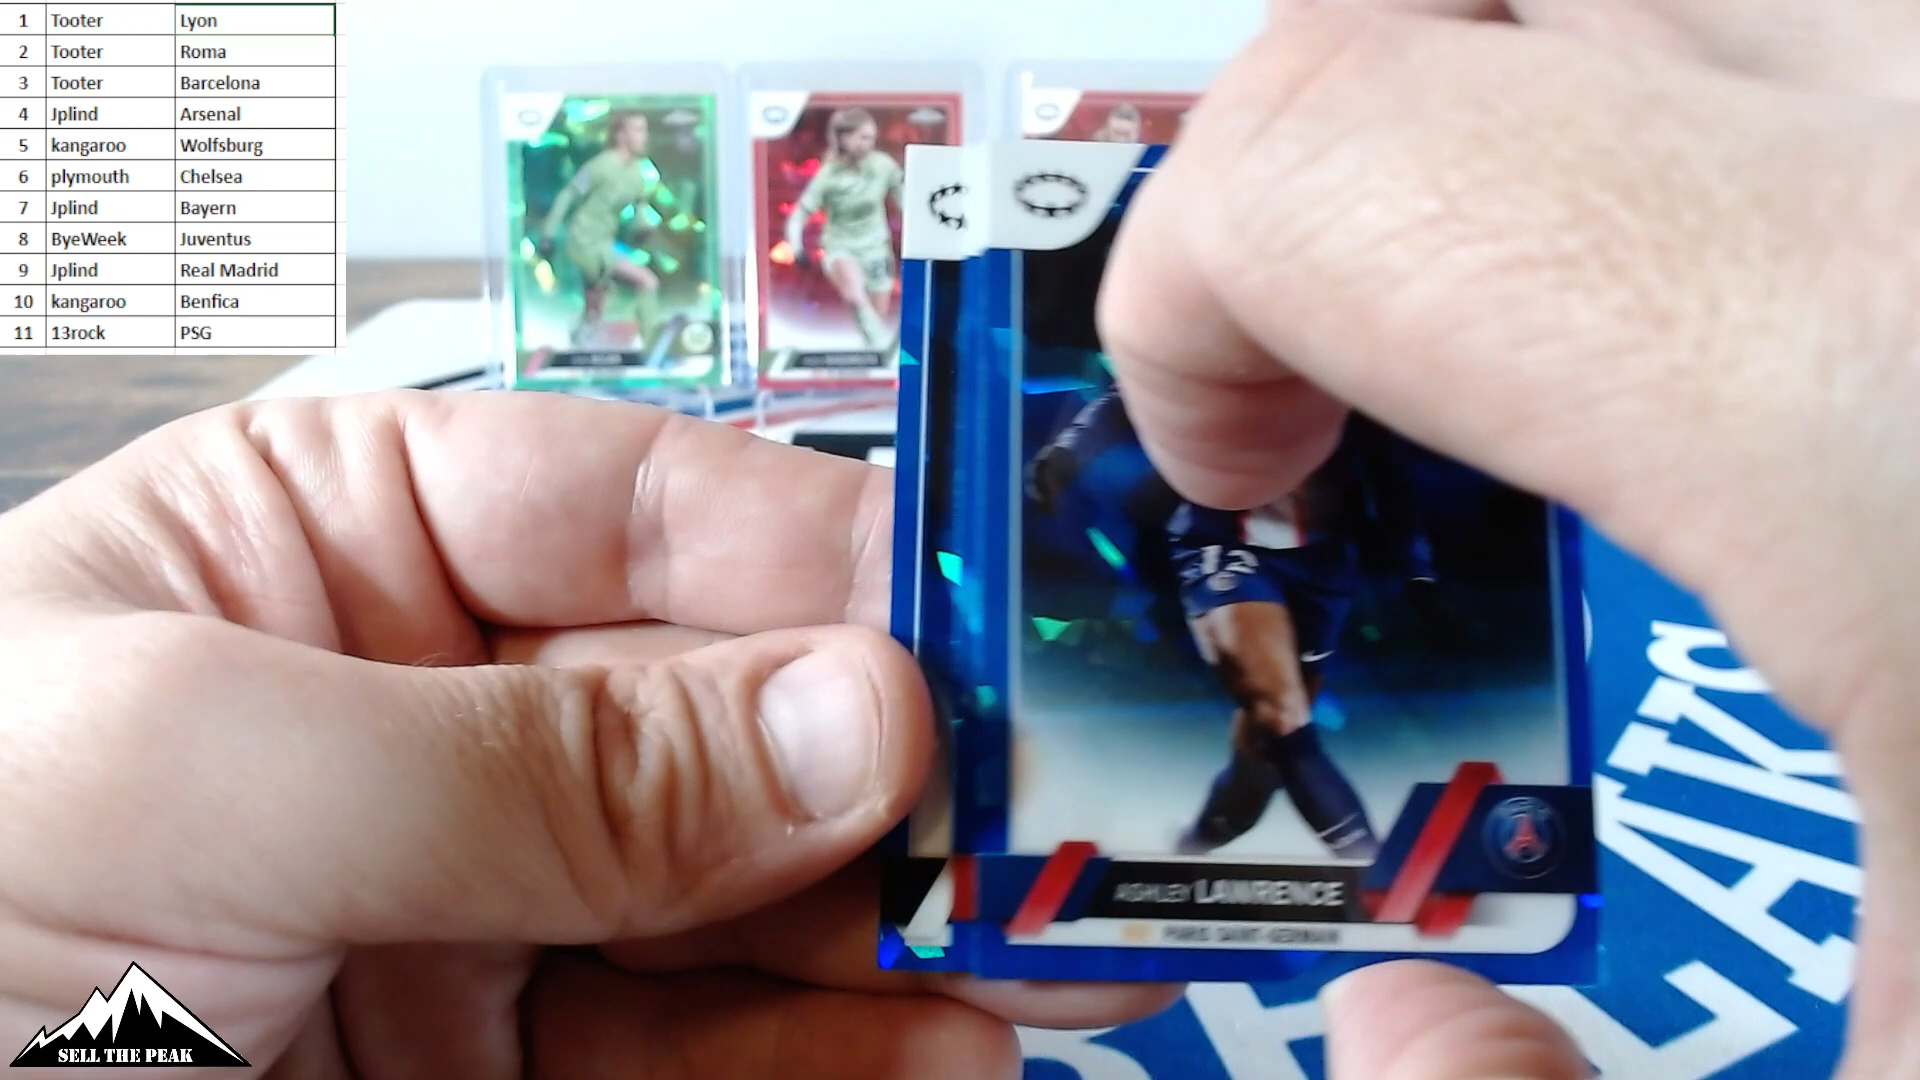 1 Tooter Lyon
2 Tooter Roma
3 Tooter Barcelona
4 Jplind Arsenal
5 kangaroo Wolfsburg
6 plymouth Chelsea
7 Jplind Bayern
8 ByeWeek Juventus
9 Jplind Real Madrid
10 kangaroo Benfica
11 13rock PSG
12
ASHLEY LAWRENCE
PARIS SAINT-GERMAIN
SELL THE PEAK